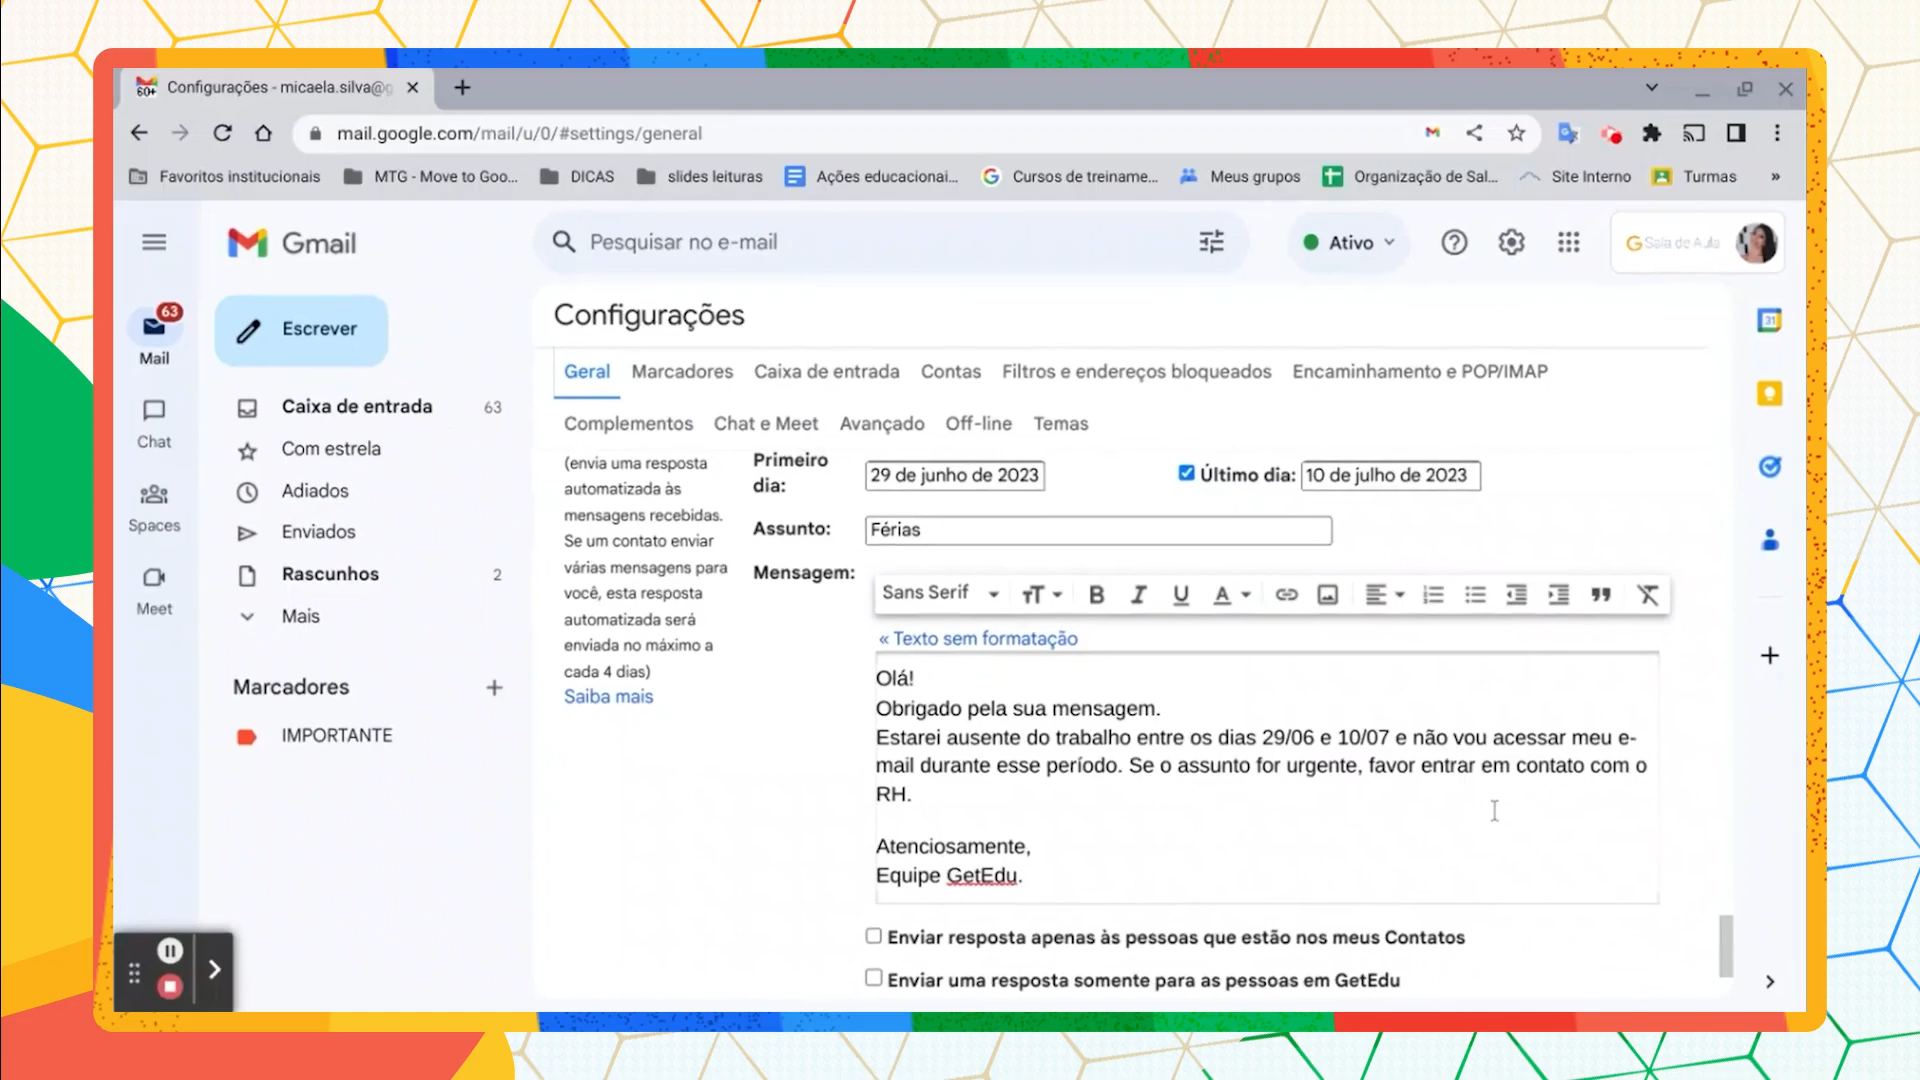 60+ Configurações - micaela.silva@g
mail.google.com/mail/u/0/#settings/general
Favoritos institucionais MTG - Move to Goo... DICAS slides leituras Ações educacionai... Cursos de treiname... Meus grupos Organização de Sal... Site Interno Turmas »
Gmail
Pesquisar no e-mail
Ativo
G Sala de Aula
63
Mail
Chat
Spaces
Meet
Escrever
Caixa de entrada 63
Com estrela
Adiados
Enviados
Rascunhos 2
Mais
Marcadores +
IMPORTANTE
Configurações
Geral Marcadores Caixa de entrada Contas Filtros e endereços bloqueados Encaminhamento e POP/IMAP
Complementos Chat e Meet Avançado Off-line Temas
(envia uma resposta
automatizada às
mensagens recebidas.
Se um contato enviar
várias mensagens para
você, esta resposta
automatizada será
enviada no máximo a
cada 4 dias)
Saiba mais
Primeiro
dia:
29 de junho de 2023
Último dia: 10 de julho de 2023
Assunto: Férias
Mensagem:
Sans Serif
« Texto sem formatação
Olá!
Obrigado pela sua mensagem.
Estarei ausente do trabalho entre os dias 29/06 e 10/07 e não vou acessar meu e-
mail durante esse período. Se o assunto for urgente, favor entrar em contato com o
RH.
Atenciosamente,
Equipe GetEdu.
Enviar resposta apenas às pessoas que estão nos meus Contatos
Enviar uma resposta somente para as pessoas em GetEdu
31